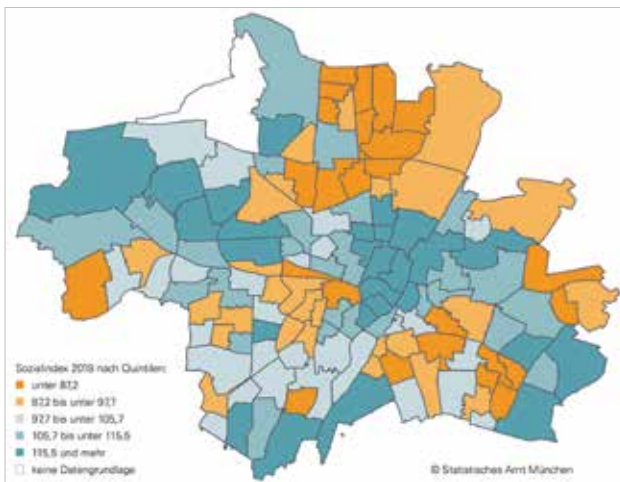 Sozialindex 2019 nach Quintilen:
unter 87,2
87,2 bis unter 97,7
97,7 bis unter 105,7
105,7 bis unter 115,5
115,5 und mehr
keine Datengrundlage
© Statistisches Amt München